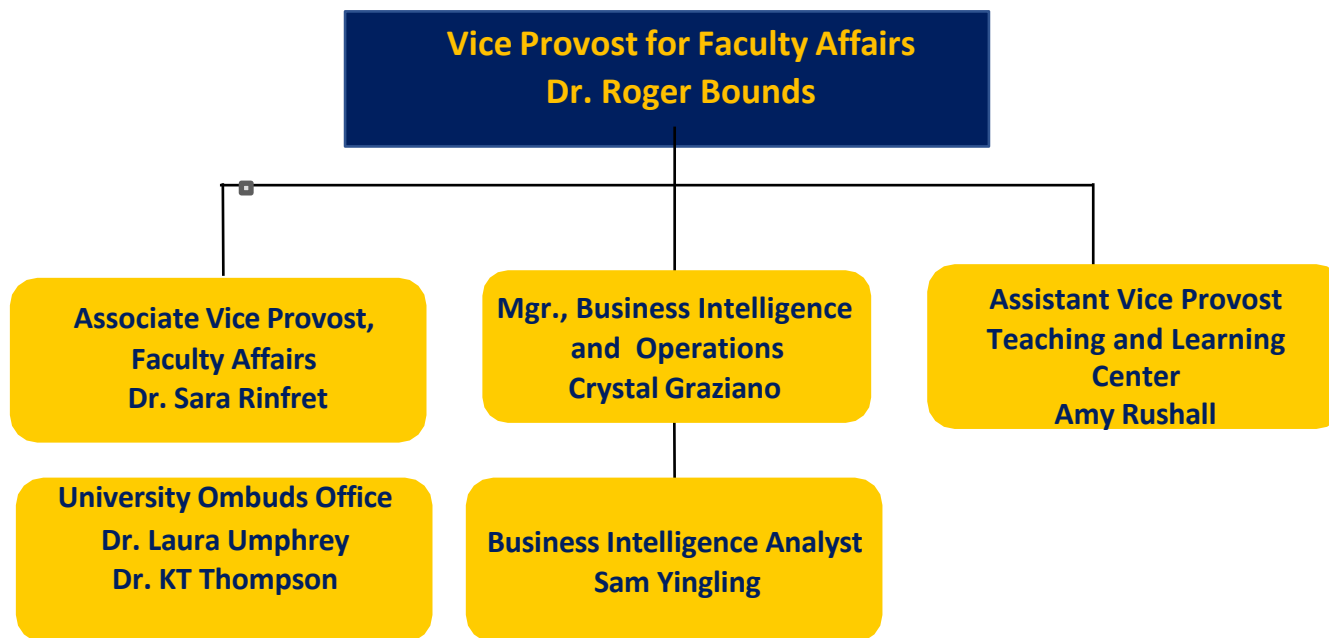 Vice Provost for Faculty Affairs
Dr. Roger Bounds
Associate Vice Provost,
Faculty Affairs
Dr. Sara Rinfret
Mgr., Business Intelligence
and Operations
Crystal Graziano
Assistant Vice Provost
Teaching and Learning
Center
Amy Rushall
University Ombuds Office
Dr. Laura Umphrey
Dr. KT Thompson
Business Intelligence Analyst
Sam Yingling